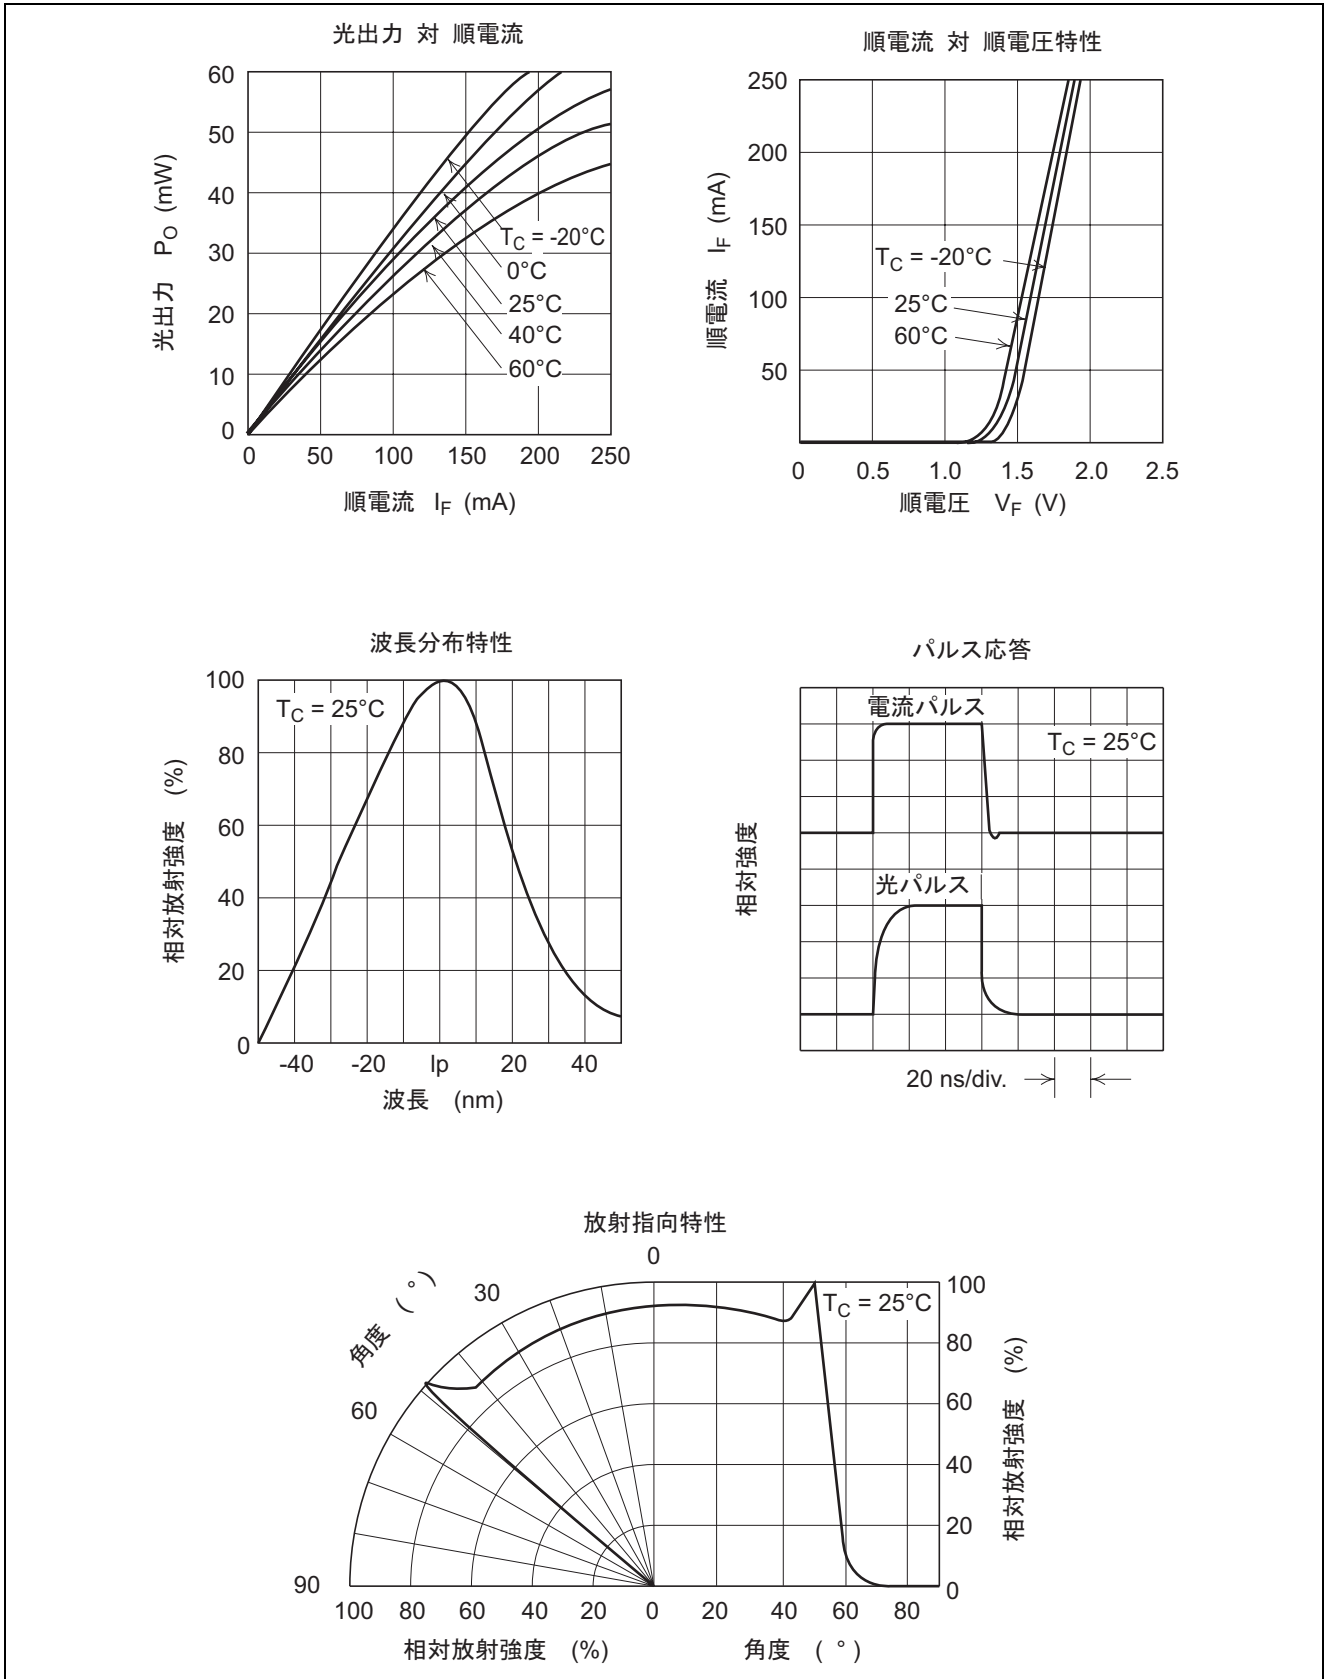 光出力 対 順電流
60
50
40
30
20
10
0
光出力 PO (mW)
TC = -20°C
0°C
25°C
40°C
60°C
0 50 100 150 200 250
順電流 IF (mA)
順電流 対 順電圧特性
250
200
150
100
50
順電流 IF (mA)
TC = -20°C
25°C
60°C
0 0.5 1.0 1.5 2.0 2.5
順電圧 VF (V)
波長分布特性
100
80
60
40
20
0
相対放射強度 (%)
TC = 25°C
-40 -20 lp 20 40
波長 (nm)
パルス応答
電流パルス
TC = 25°C
光パルス
相対強度
20 ns/div.
放射指向特性
0
30
60
90
角度 (°)
TC = 25°C
100
80
60
40
20
0
相対放射強度 (%)
100 80 60 40 20 0 20 40 60 80
相対放射強度 (%) 角度 (°)